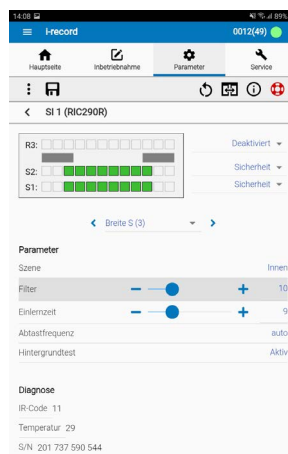 14:08 89%
i-record 0012(49)
Hauptseite Inbetriebnahme Parameter Service
SI 1 (RIC290R)
R3: Deaktiviert
S2: Sicherheit
S1: Sicherheit
Breite S (3)
Parameter
Szene Innen
Filter 10
Einlernzeit 9
Abtastfrequenz auto
Hintergrundtest Aktiv
Diagnose
IR-Code 11
Temperatur 29
S/N 201 737 590 544